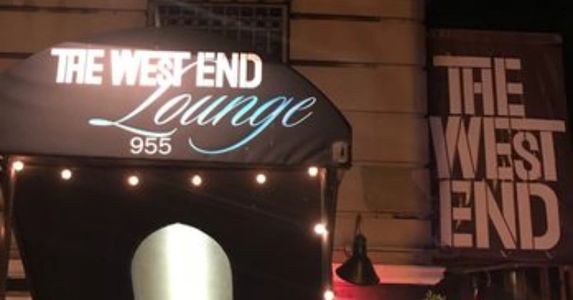 THE WEST END
Lounge
955
THE
WEST
END